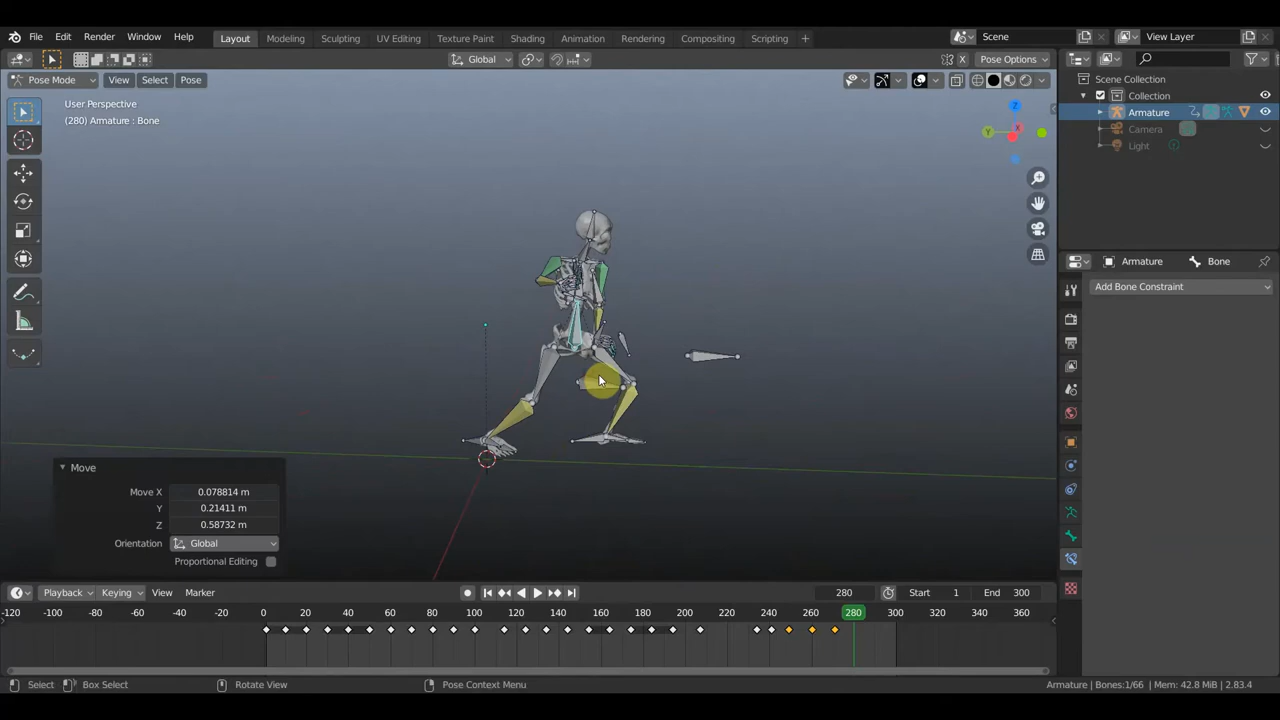 File Edit Render Window Help Layout Modeling Sculpting UV Editing Texture Paint Shading Animation Rendering Compositing Scripting + Scene View Layer
Global X Pose Options
Pose Mode View Select Pose
User Perspective
(280) Armature : Bone
Z
Y
X
Scene Collection
Collection
Armature
Camera
Light
Armature Bone
Add Bone Constraint
Move
Move X 0.078814 m
Y 0.21411 m
Z 0.58732 m
Orientation Global
Proportional Editing
Playback Keying View Marker 280 Start 1 End 300
-120 -100 -80 -60 -40 -20 0 20 40 60 80 100 120 140 160 180 200 220 240 260 280 300 320 340 360
Select Box Select Rotate View Pose Context Menu Armature | Bones:1/66 | Mem: 42.8 MiB | 2.83.4